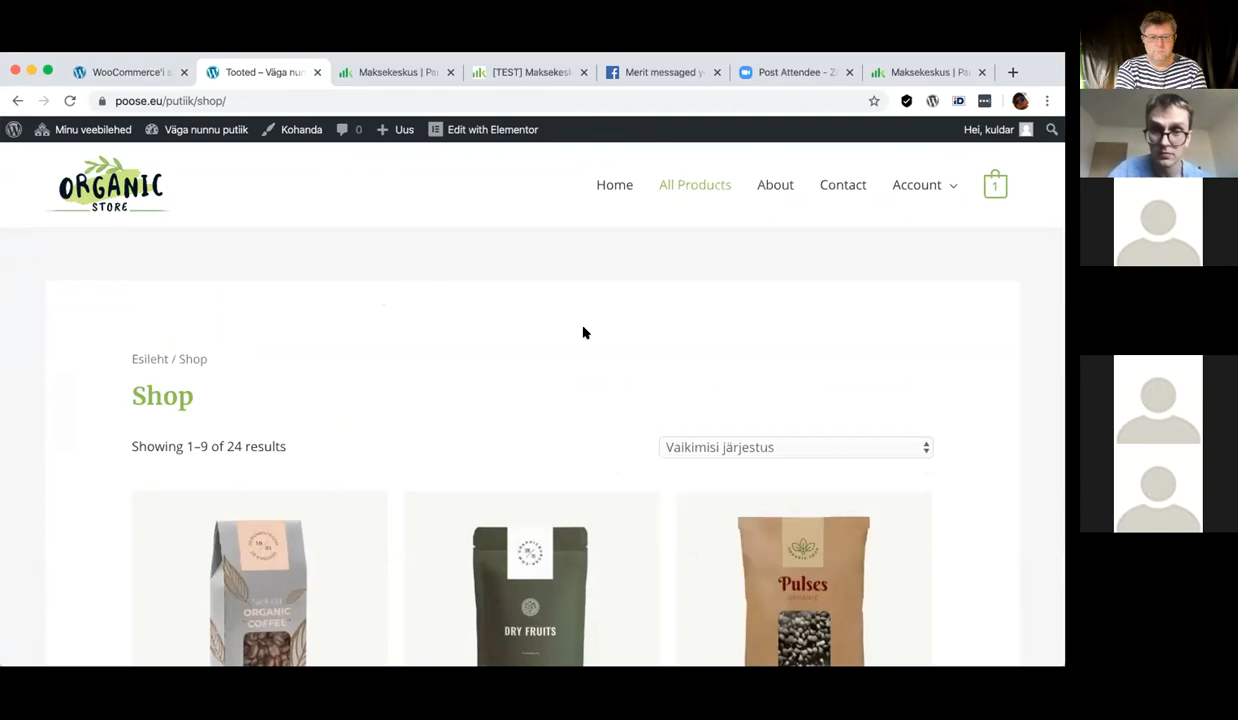 WooCommerce'i s
Tooted – Väga nun
Maksekeskus | Pa
[TEST] Maksekesk
Merit messaged y
Post Attendee - Z
Maksekeskus | Pa
poose.eu/putiik/shop/
Minu veebilehed
Väga nunnu putiik
Kohanda
0
Uus
Edit with Elementor
Hei, kuldar
ORGANIC
STORE
Home
All Products
About
Contact
Account
1
Esileht / Shop
Shop
Showing 1–9 of 24 results
Vaikimisi järjestus
ORGANIC
COFFEE
DRY FRUITS
Pulses
ORGANIC